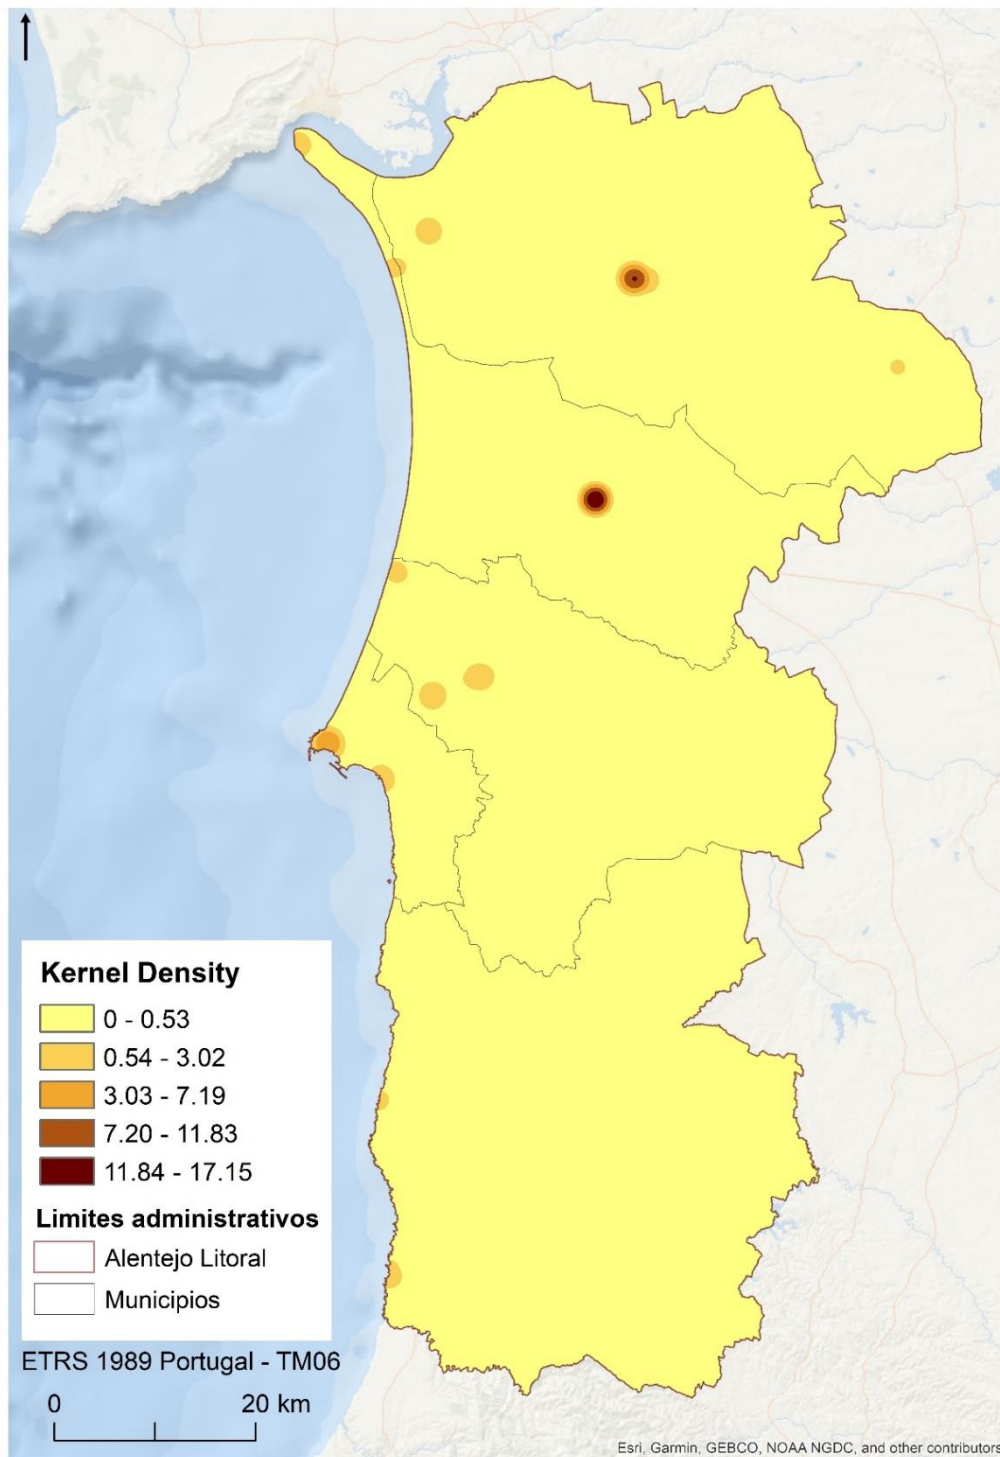 Kernel Density
0 - 0.53
0.54 - 3.02
3.03 - 7.19
7.20 - 11.83
11.84 - 17.15
Limites administrativos
Alentejo Litoral
Municipios
ETRS 1989 Portugal - TM06
0 20 km
Esri, Garmin, GEBCO, NOAA NGDC, and other contributors